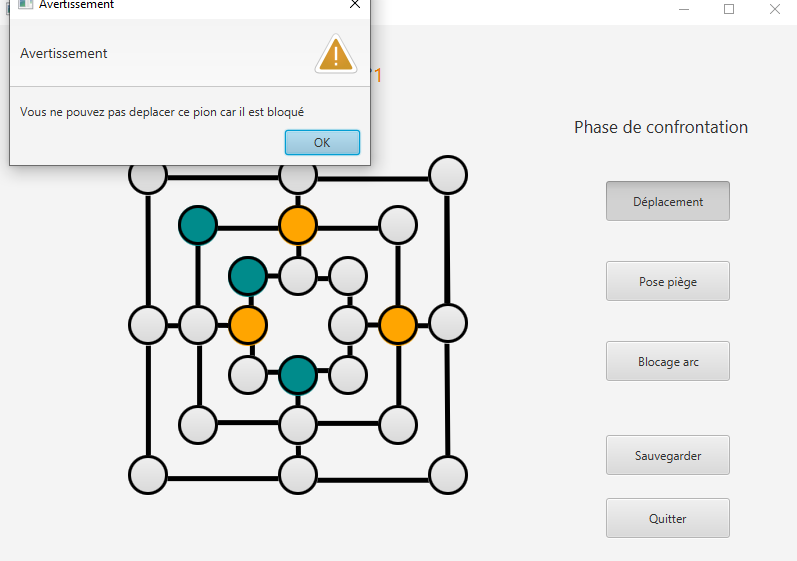 Avertissement
Avertissement
1
Vous ne pouvez pas deplacer ce pion car il est bloqué
OK
Phase de confrontation
Déplacement
Pose piège
Blocage arc
Sauvegarder
Quitter